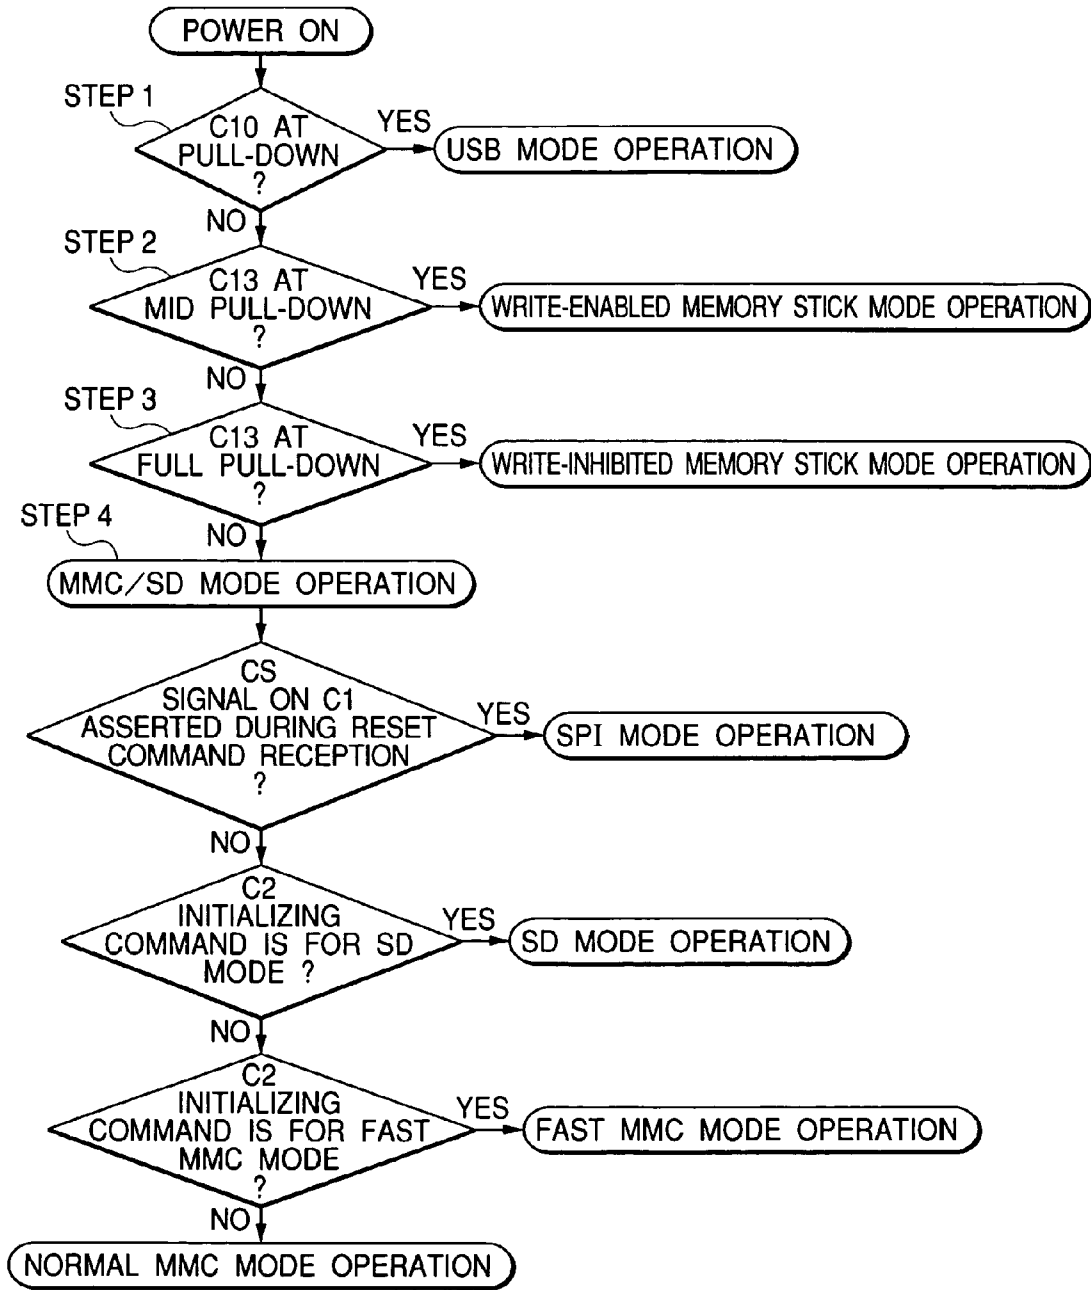 POWER ON
STEP 1
C10 AT
PULL-DOWN
?
YES
USB MODE OPERATION
NO
STEP 2
C13 AT
MID PULL-DOWN
?
YES
WRITE-ENABLED MEMORY STICK MODE OPERATION
NO
STEP 3
C13 AT
FULL PULL-DOWN
?
YES
WRITE-INHIBITED MEMORY STICK MODE OPERATION
NO
STEP 4
MMC/SD MODE OPERATION
CS
SIGNAL ON C1
ASSERTED DURING RESET
COMMAND RECEPTION
?
YES
SPI MODE OPERATION
NO
C2
INITIALIZING
COMMAND IS FOR SD
MODE ?
YES
SD MODE OPERATION
NO
C2
INITIALIZING
COMMAND IS FOR FAST
MMC MODE
?
YES
FAST MMC MODE OPERATION
NO
NORMAL MMC MODE OPERATION